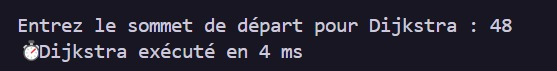 Entrez le sommet de départ pour Dijkstra : 48
⏱Dijkstra exécuté en 4 ms